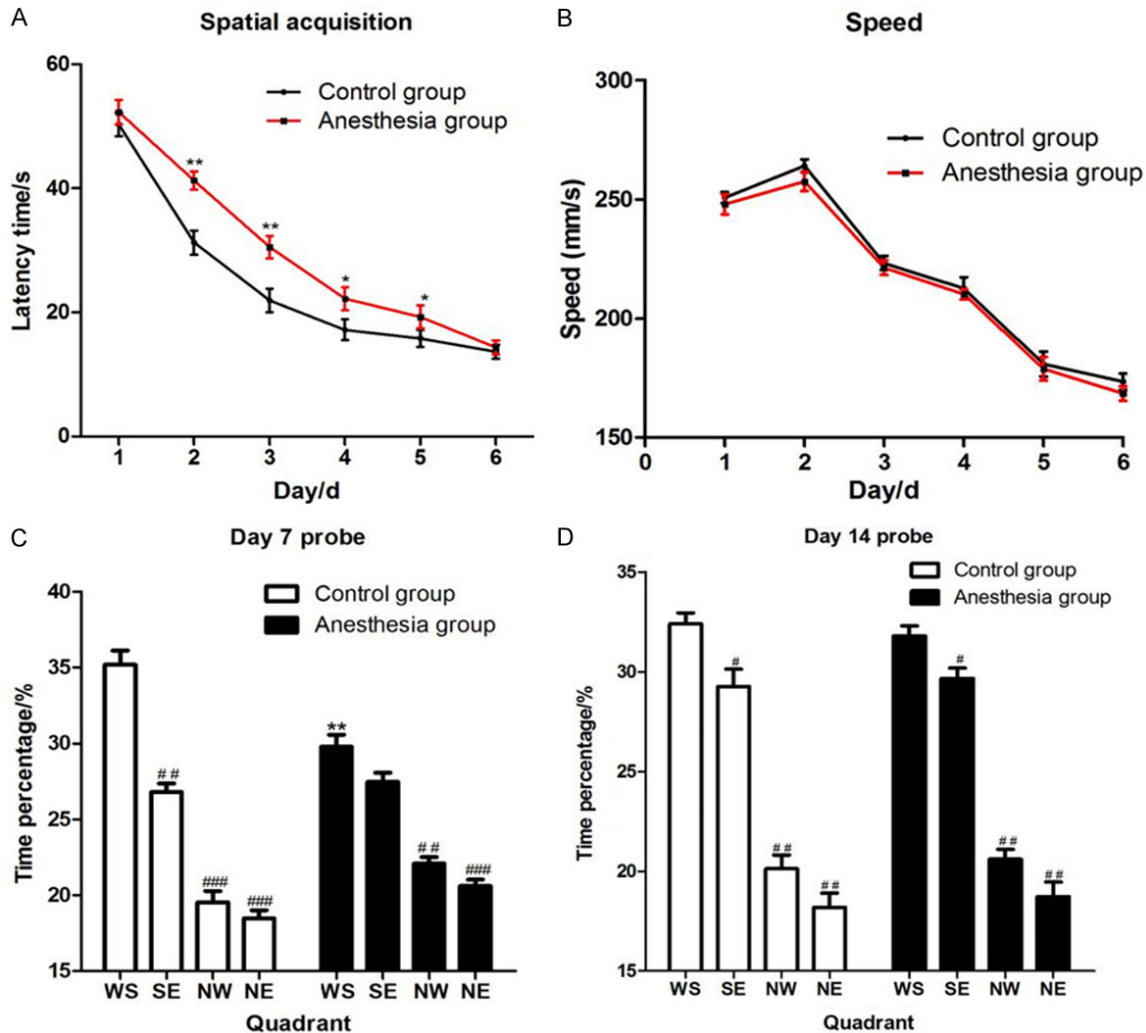 A
Spatial acquisition
60
40
20
0
Latency time/s
Control group
Anesthesia group
**
**
*
*
1 2 3 4 5 6
Day/d
B
Speed
300
250
200
150
Speed (mm/s)
Control group
Anesthesia group
0 1 2 3 4 5 6
Day/d
C
Day 7 probe
40
35
30
25
20
15
Time percentage/%
Control group
Anesthesia group
##
###
###
**
##
###
WS SE NW NE WS SE NW NE
Quadrant
D
Day 14 probe
35
30
25
20
15
Time percentage/%
Control group
Anesthesia group
#
##
##
#
##
##
WS SE NW NE WS SE NW NE
Quadrant